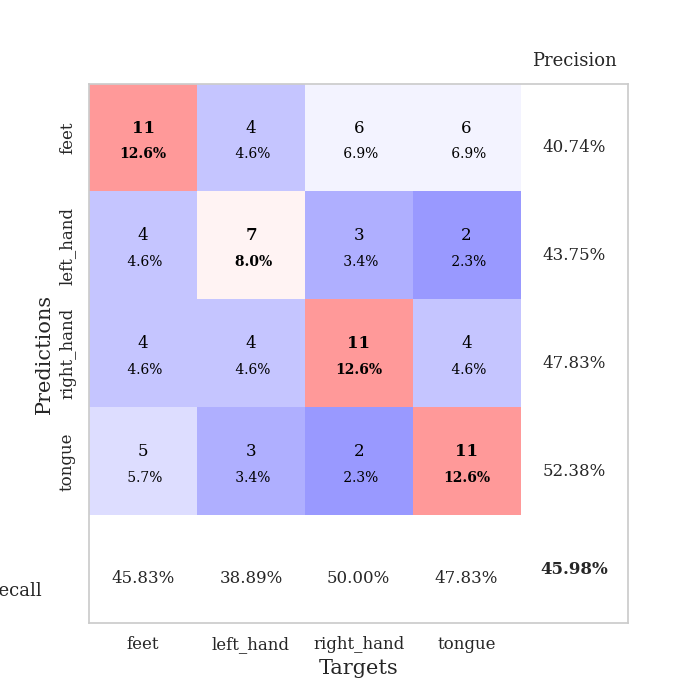 Precision
feet
11 4 6 6 40.74%
12.6% 4.6% 6.9% 6.9%
left_hand
4 7 3 2 43.75%
4.6% 8.0% 3.4% 2.3%
Predictions
right_hand
4 4 11 4 47.83%
4.6% 4.6% 12.6% 4.6%
tongue
5 3 2 11 52.38%
5.7% 3.4% 2.3% 12.6%
ecall 45.83% 38.89% 50.00% 47.83% 45.98%
feet left_hand right_hand tongue
Targets